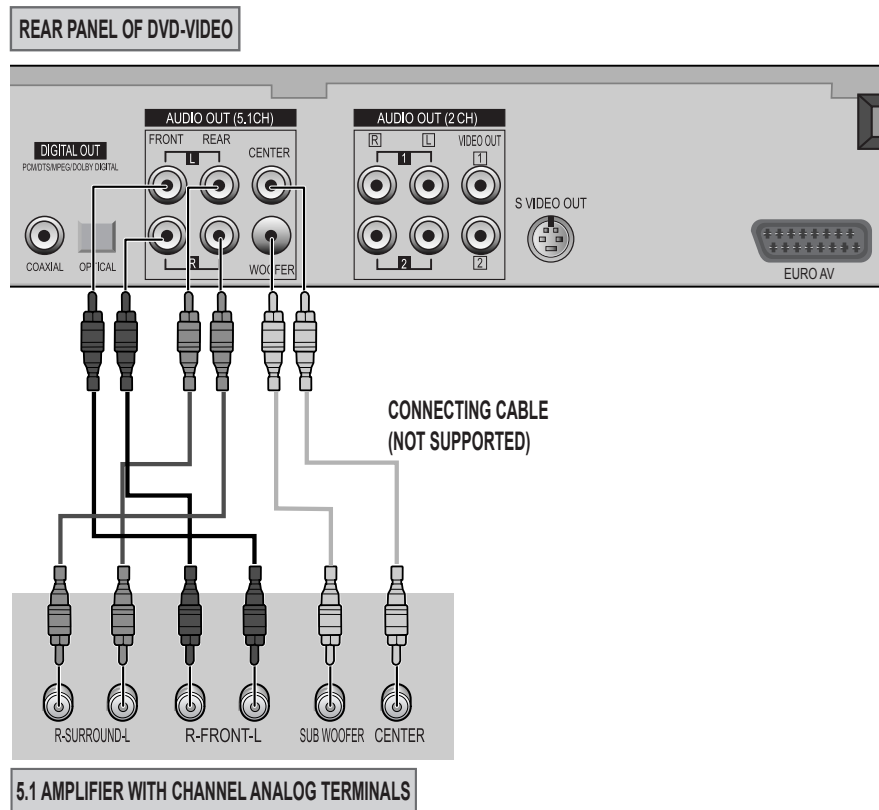 REAR PANEL OF DVD-VIDEO
AUDIO OUT (5.1CH)
AUDIO OUT (2 CH)
FRONT REAR
CENTER
R L VIDEO OUT
L
1
1
DIGITAL OUT
PCM/DTS/MPEG/DOLBY DIGITAL
S VIDEO OUT
COAXIAL OPTICAL
R
WOOFER
2
2
EURO AV
CONNECTING CABLE
(NOT SUPPORTED)
R-SURROUND-L R-FRONT-L SUB WOOFER CENTER
5.1 AMPLIFIER WITH CHANNEL ANALOG TERMINALS